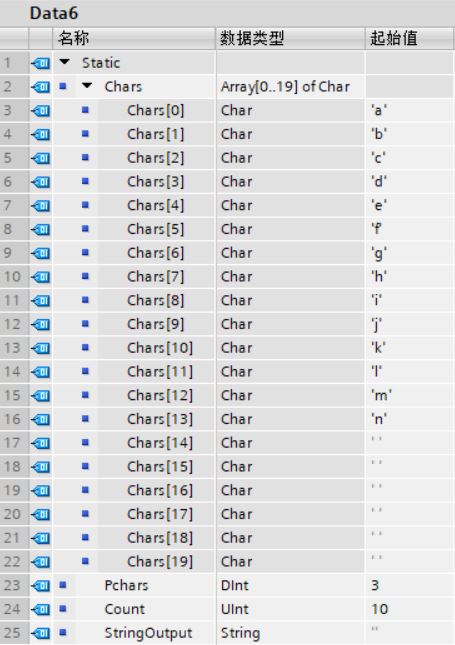 Data6
名称 数据类型 起始值
1 Static
2 Chars Array[0..19] of Char
3 Chars[0] Char 'a'
4 Chars[1] Char 'b'
5 Chars[2] Char 'c'
6 Chars[3] Char 'd'
7 Chars[4] Char 'e'
8 Chars[5] Char 'f'
9 Chars[6] Char 'g'
10 Chars[7] Char 'h'
11 Chars[8] Char 'i'
12 Chars[9] Char 'j'
13 Chars[10] Char 'k'
14 Chars[11] Char 'l'
15 Chars[12] Char 'm'
16 Chars[13] Char 'n'
17 Chars[14] Char ' '
18 Chars[15] Char ' '
19 Chars[16] Char ' '
20 Chars[17] Char ' '
21 Chars[18] Char ' '
22 Chars[19] Char ' '
23 Pchars DInt 3
24 Count UInt 10
25 StringOutput String ''